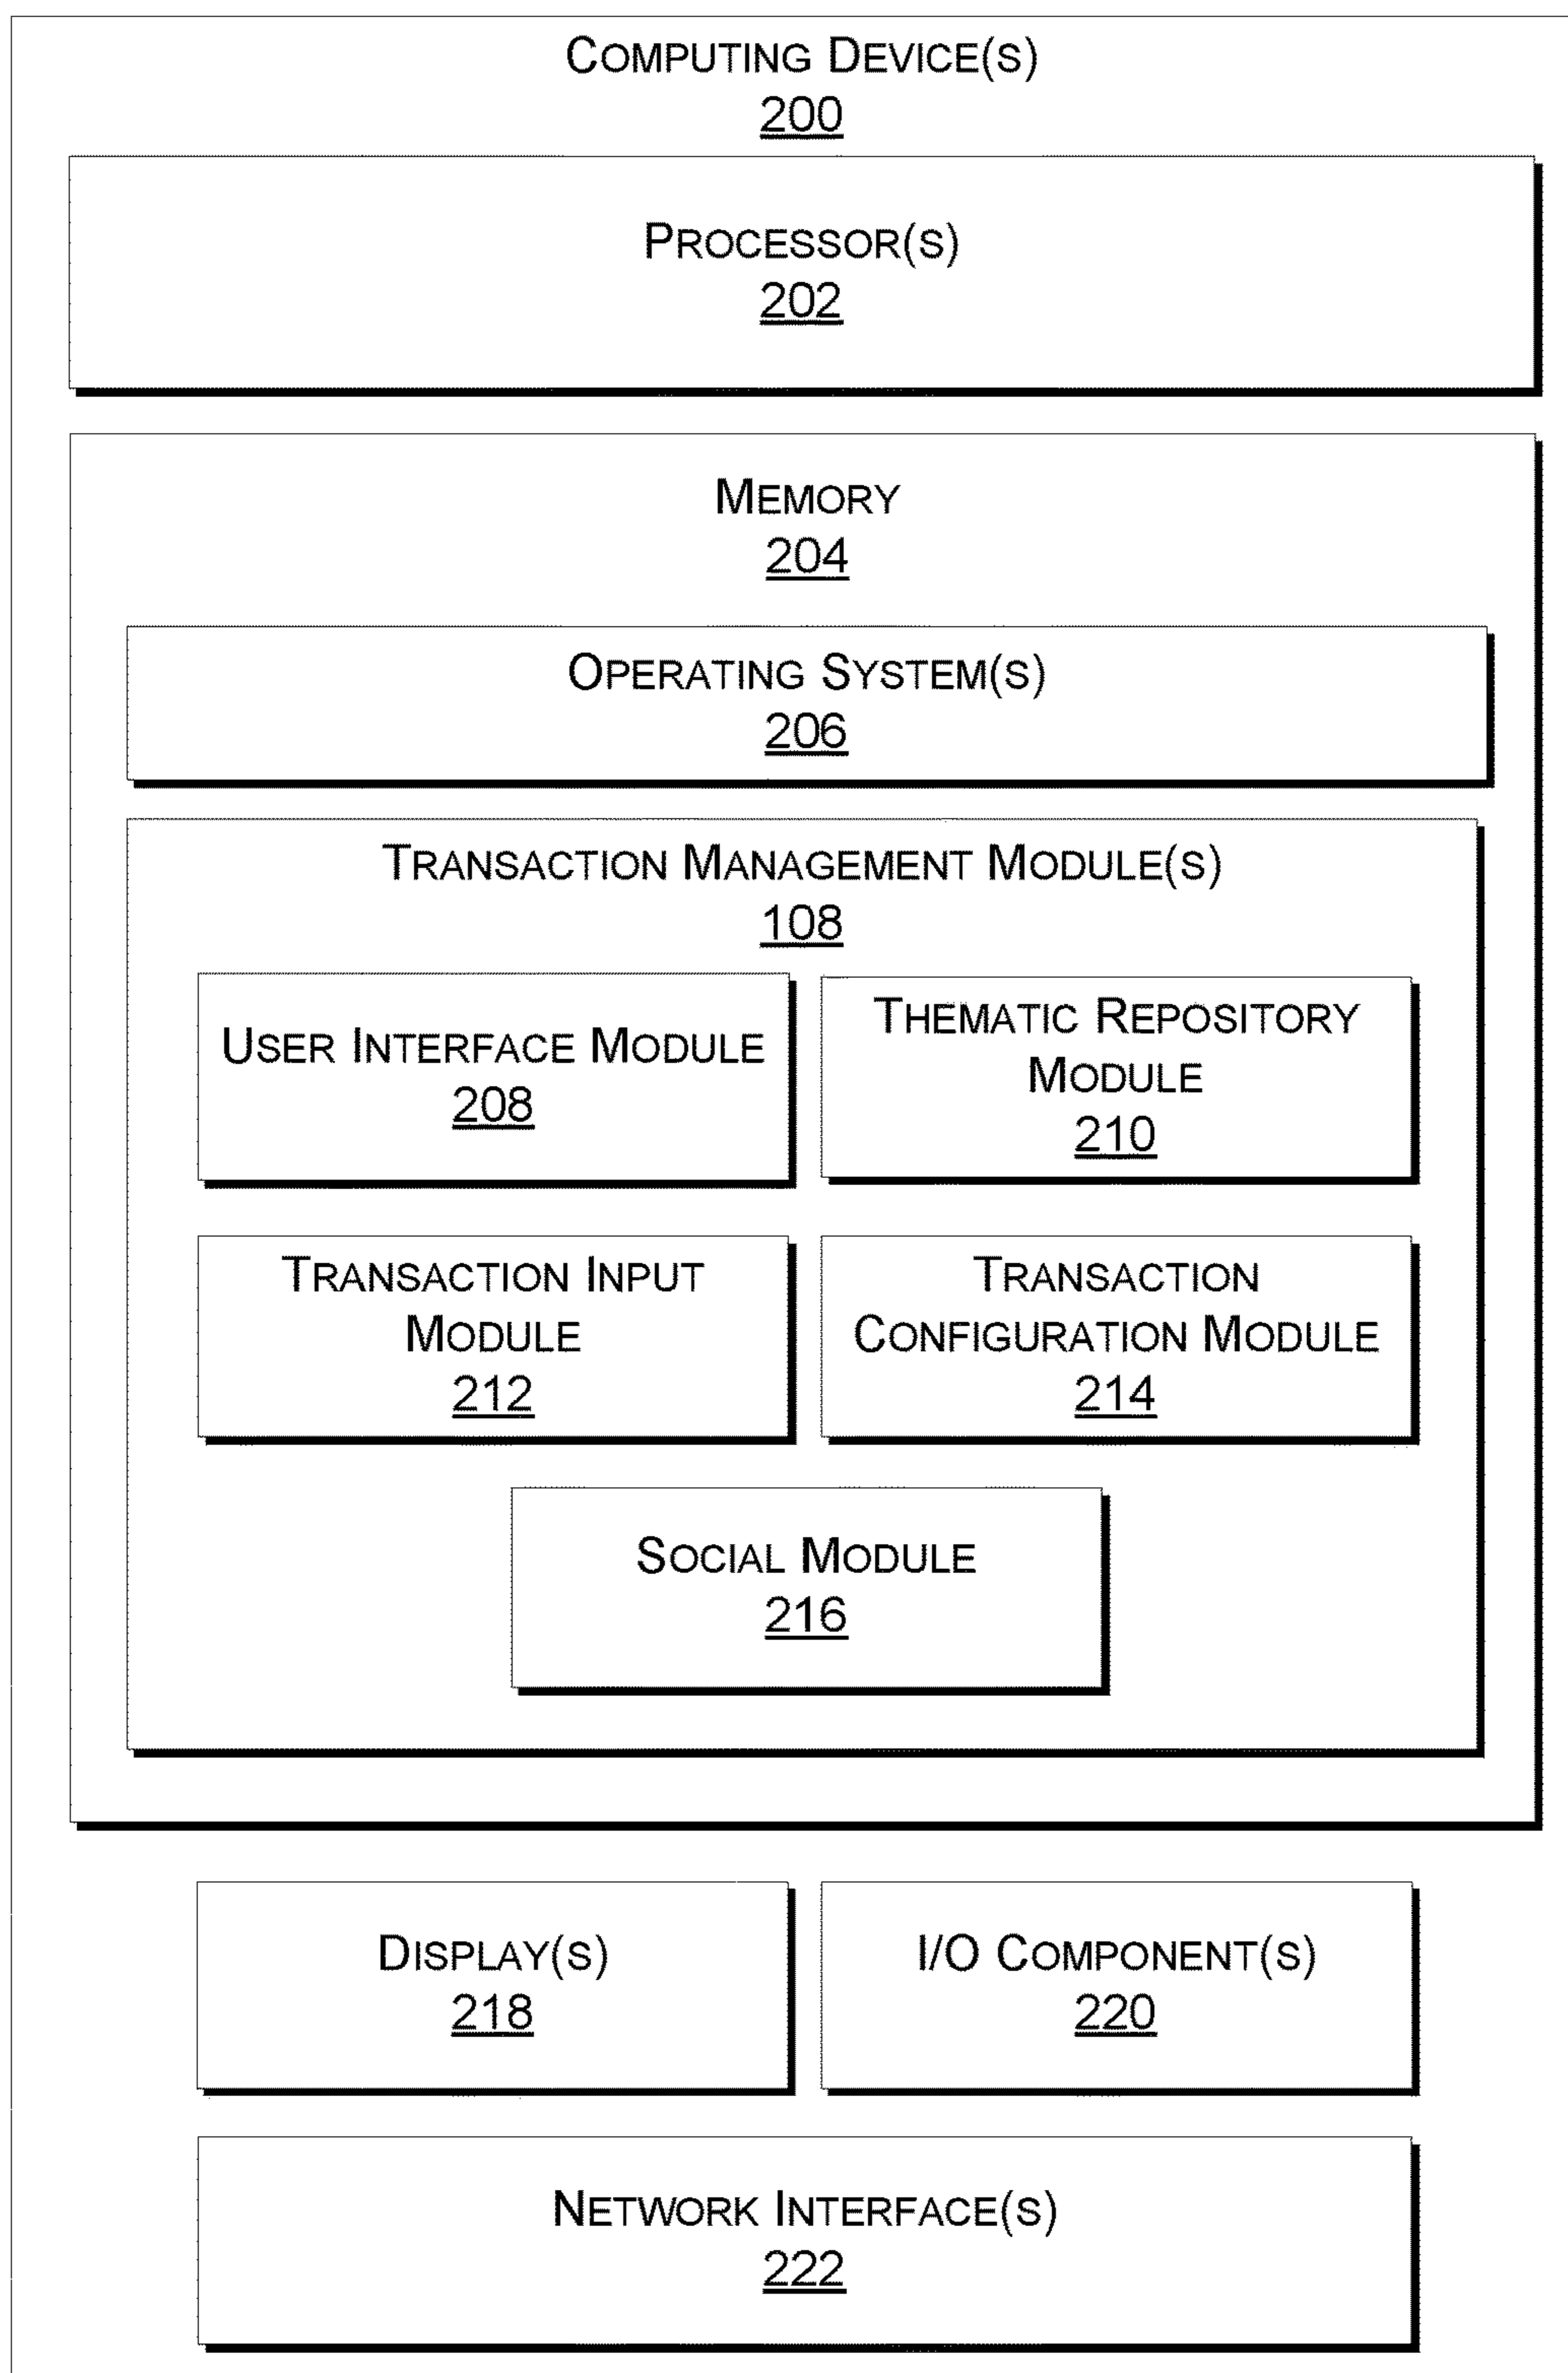 COMPUTING DEVICE(S)
200
PROCESSOR(S)
202
MEMORY
204
OPERATING SYSTEM(S)
206
TRANSACTION MANAGEMENT MODULE(S)
108
USER INTERFACE MODULE
208
THEMATIC REPOSITORY
MODULE
210
TRANSACTION INPUT
MODULE
212
TRANSACTION
CONFIGURATION MODULE
214
SOCIAL MODULE
216
DISPLAY(S)
218
I/O COMPONENT(S)
220
NETWORK INTERFACE(S)
222